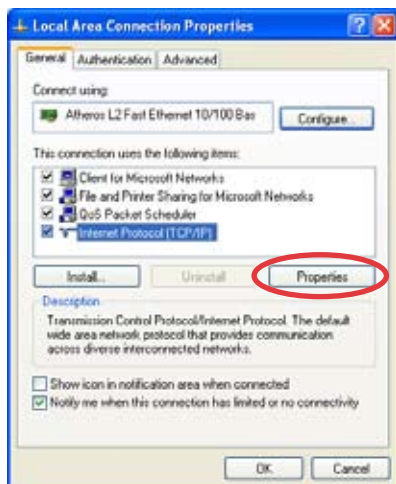 Local Area Connection Properties
General Authentication Advanced
Connect using:
Atheros L2 Fast Ethernet 10/100 Bas
Configure...
This connection uses the following items:
Client for Microsoft Networks
File and Printer Sharing for Microsoft Networks
QoS Packet Scheduler
Internet Protocol (TCP/IP)
Install... Uninstall Properties
Description
Transmission Control Protocol/Internet Protocol. The default
wide area network protocol that provides communication
across diverse interconnected networks.
Show icon in notification area when connected
Notify me when this connection has limited or no connectivity
OK Cancel